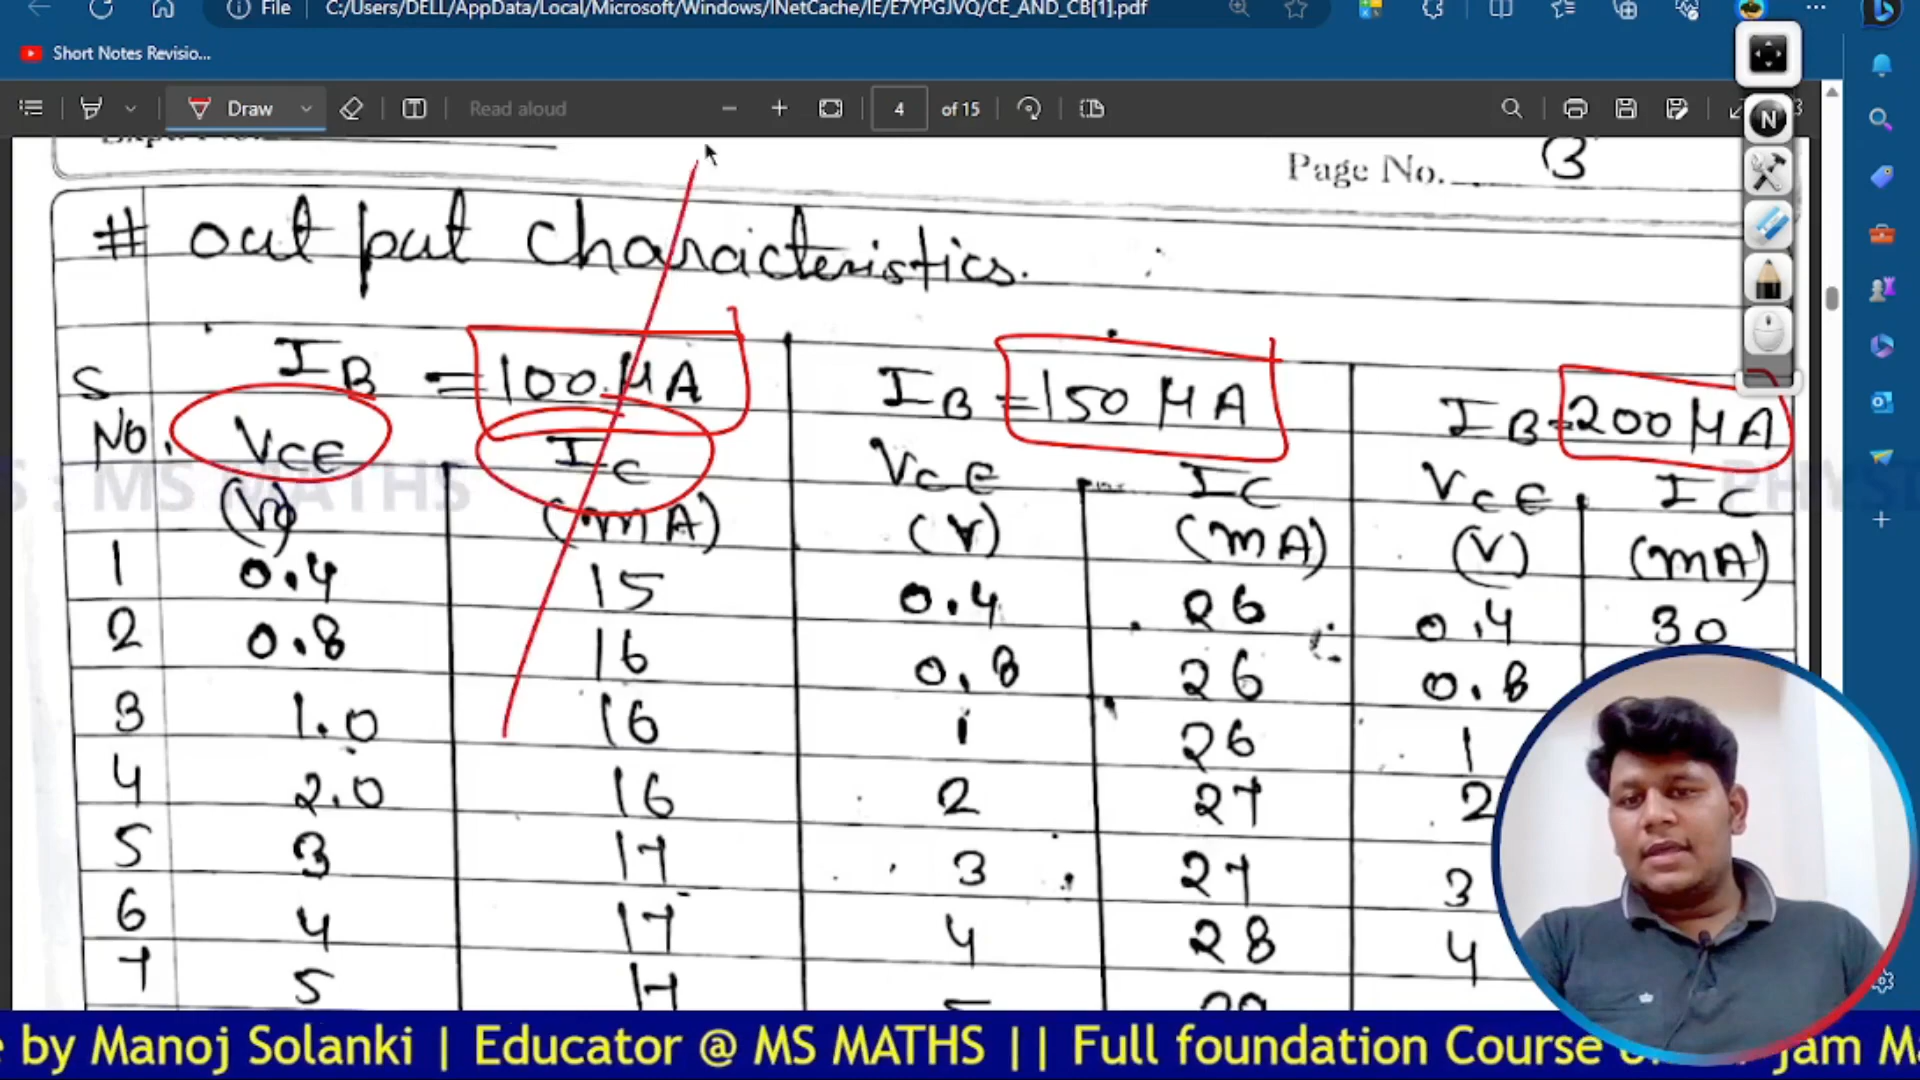 File C:/Users/DELL/AppData/Local/Microsoft/Windows/INetCache/IE/E7YPGJVQ/CE_AND_CB[1].pdf
Short Notes Revisio...
Draw Read aloud 4 of 15
Page No. 3
# out put characteristics.
S No. IB = 100 μA IB = 150 μA IB = 200 μA
VCE (V) IC (mA) VCE (V) IC (mA) VCE (V) IC (mA)
1 0.4 15 0.4 26 0.4 30
2 0.8 16 0.8 26 0.8
3 1.0 16 1 26 1
4 2.0 16 2 27 2
5 3 17 3 27 3
6 4 17 4 28 4
7 5 17
: MS MATHS
by Manoj Solanki | Educator @ MS MATHS || Full foundation Course